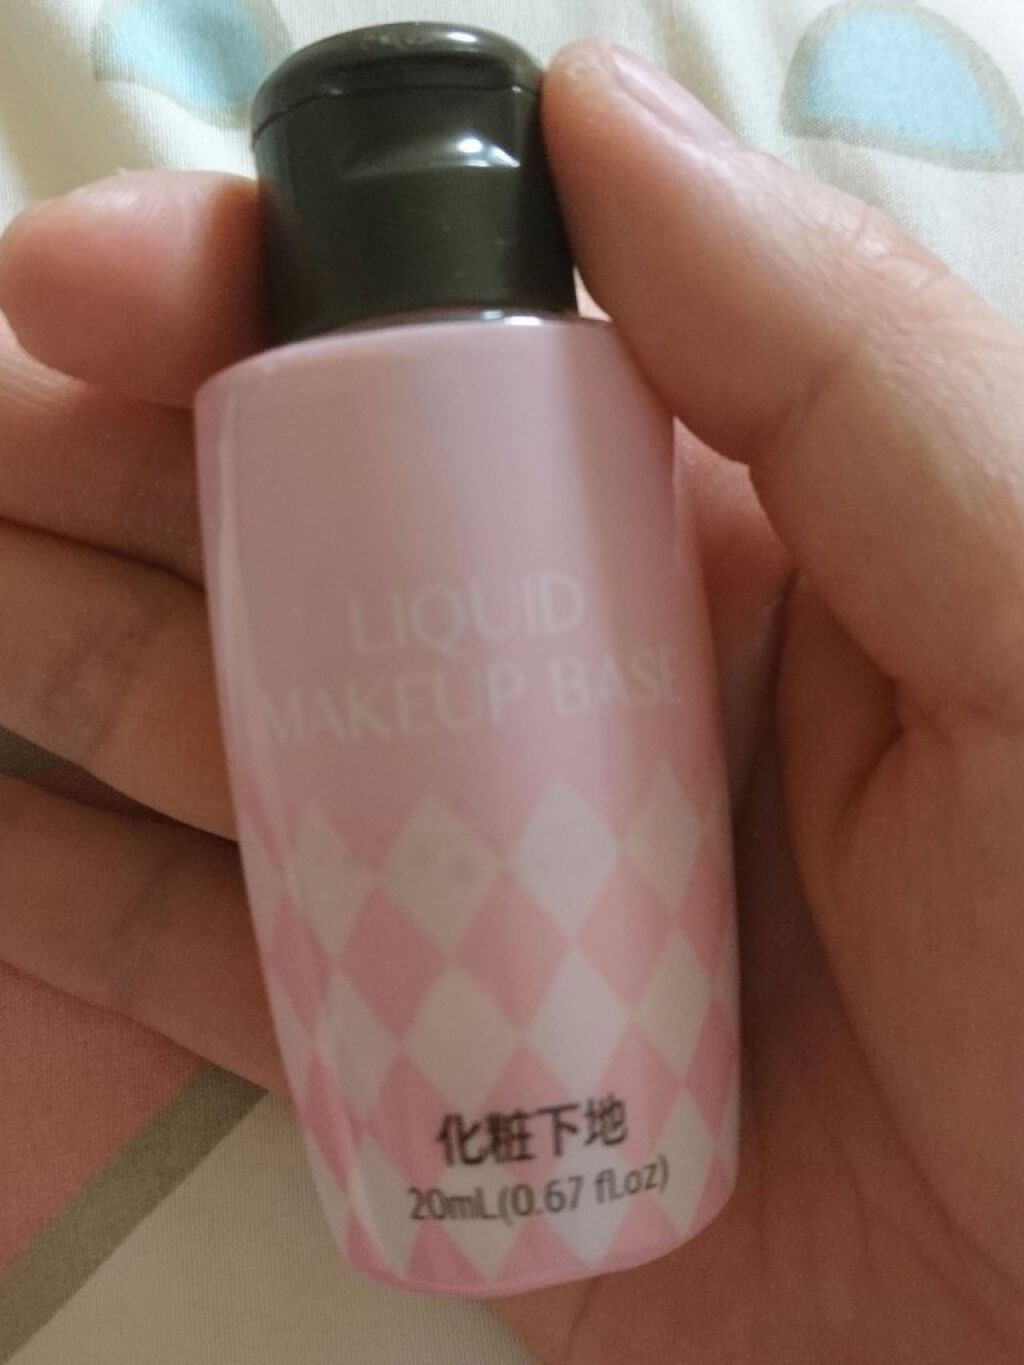 LIQUID
MAKEUP BASE
化粧下地
20mL(0.67 fl.oz)